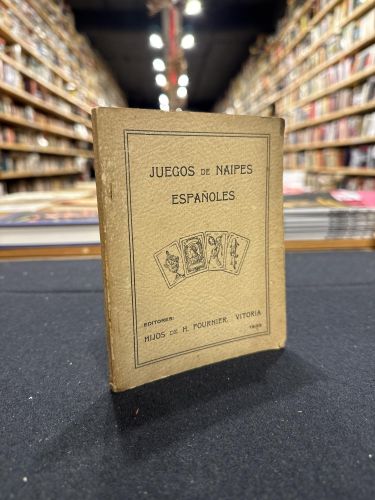 JUEGOS DE NAIPES
ESPAÑOLES
EDITORES:
HIJOS DE H. FOURNIER. VITORIA